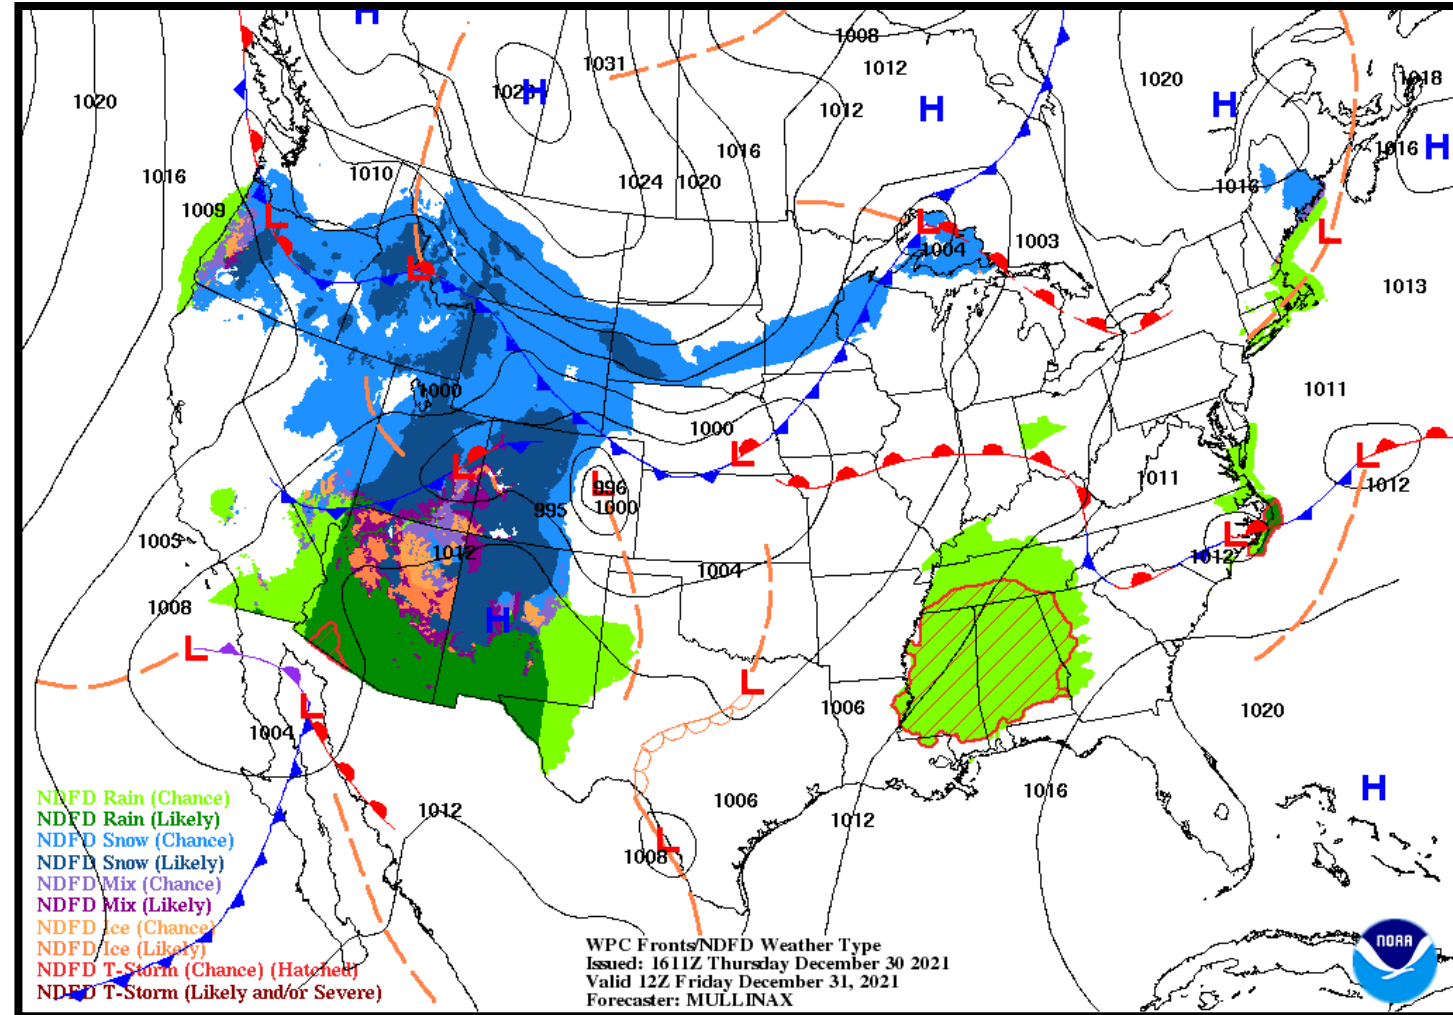 H
1008
1031
1012
1020
1018
1020
1028
H
H
H
1012
1016
1016
H
1016
1010
1024
1020
1016
1009
L
L
L
1004
1003
L
1013
1000
1011
1000
L
L
L
1011
1012
996
1000
995
1005
1012
L
1012
1004
1008
H
L
L
L
1006
1020
1004
1006
1016
H
1012
1012
L
1008
NDFD Rain (Chance)
NDFD Rain (Likely)
NDFD Snow (Chance)
NDFD Snow (Likely)
NDFD Mix (Chance)
NDFD Mix (Likely)
NDFD Ice (Chance)
NDFD Ice (Likely)
NDFD T-Storm (Chance) (Hatched)
NDFD T-Storm (Likely and/or Severe)
WPC Fronts/NDFD Weather Type
Issued: 1611Z Thursday December 30 2021
Valid 12Z Friday December 31, 2021
Forecaster: MULLINAX
NOAA